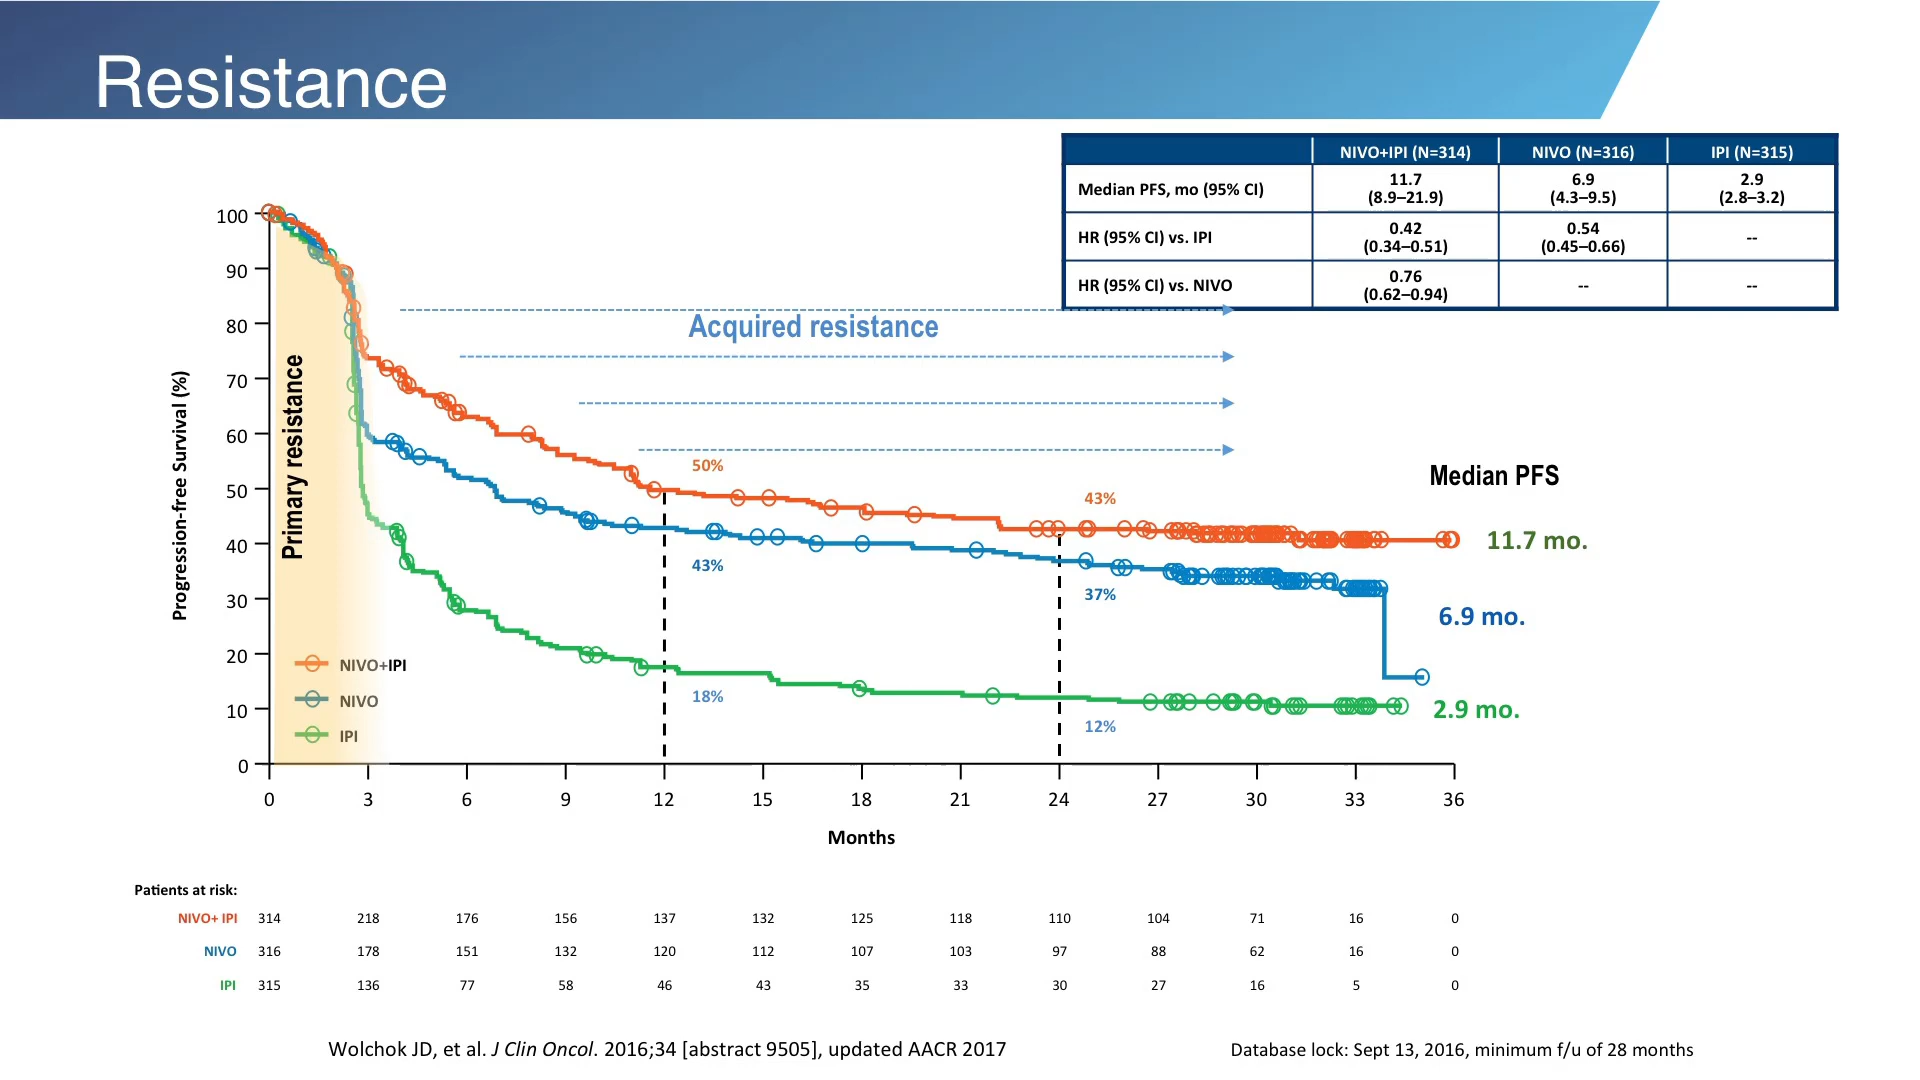 Resistance
NIVO+IPI (N=314) NIVO (N=316) IPI (N=315)
Median PFS, mo (95% CI) 11.7 (8.9–21.9) 6.9 (4.3–9.5) 2.9 (2.8–3.2)
HR (95% CI) vs. IPI 0.42 (0.34–0.51) 0.54 (0.45–0.66) --
HR (95% CI) vs. NIVO 0.76 (0.62–0.94) -- --
Progression-free Survival (%)
100
90
80
70
60
50
40
30
20
10
0
Primary resistance
Acquired resistance
50%
43%
43%
37%
18%
12%
Median PFS
11.7 mo.
6.9 mo.
2.9 mo.
NIVO+IPI
NIVO
IPI
0 3 6 9 12 15 18 21 24 27 30 33 36
Months
Patients at risk:
NIVO+ IPI 314 218 176 156 137 132 125 118 110 104 71 16 0
NIVO 316 178 151 132 120 112 107 103 97 88 62 16 0
IPI 315 136 77 58 46 43 35 33 30 27 16 5 0
Wolchok JD, et al. J Clin Oncol. 2016;34 [abstract 9505], updated AACR 2017
Database lock: Sept 13, 2016, minimum f/u of 28 months